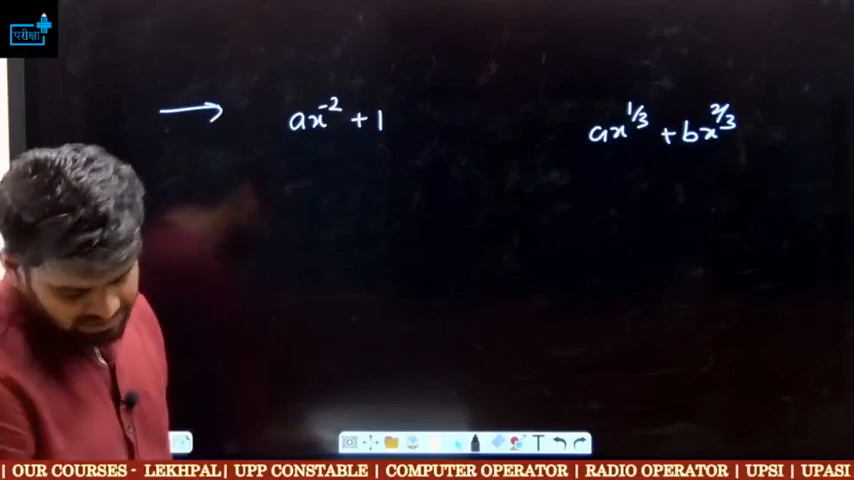 परीक्षा
→ ax⁻² + 1 ax^{1/3} + bx^{2/3}
| OUR COURSES - LEKHPAL| UPP CONSTABLE | COMPUTER OPERATOR | RADIO OPERATOR | UPSI | UPASI